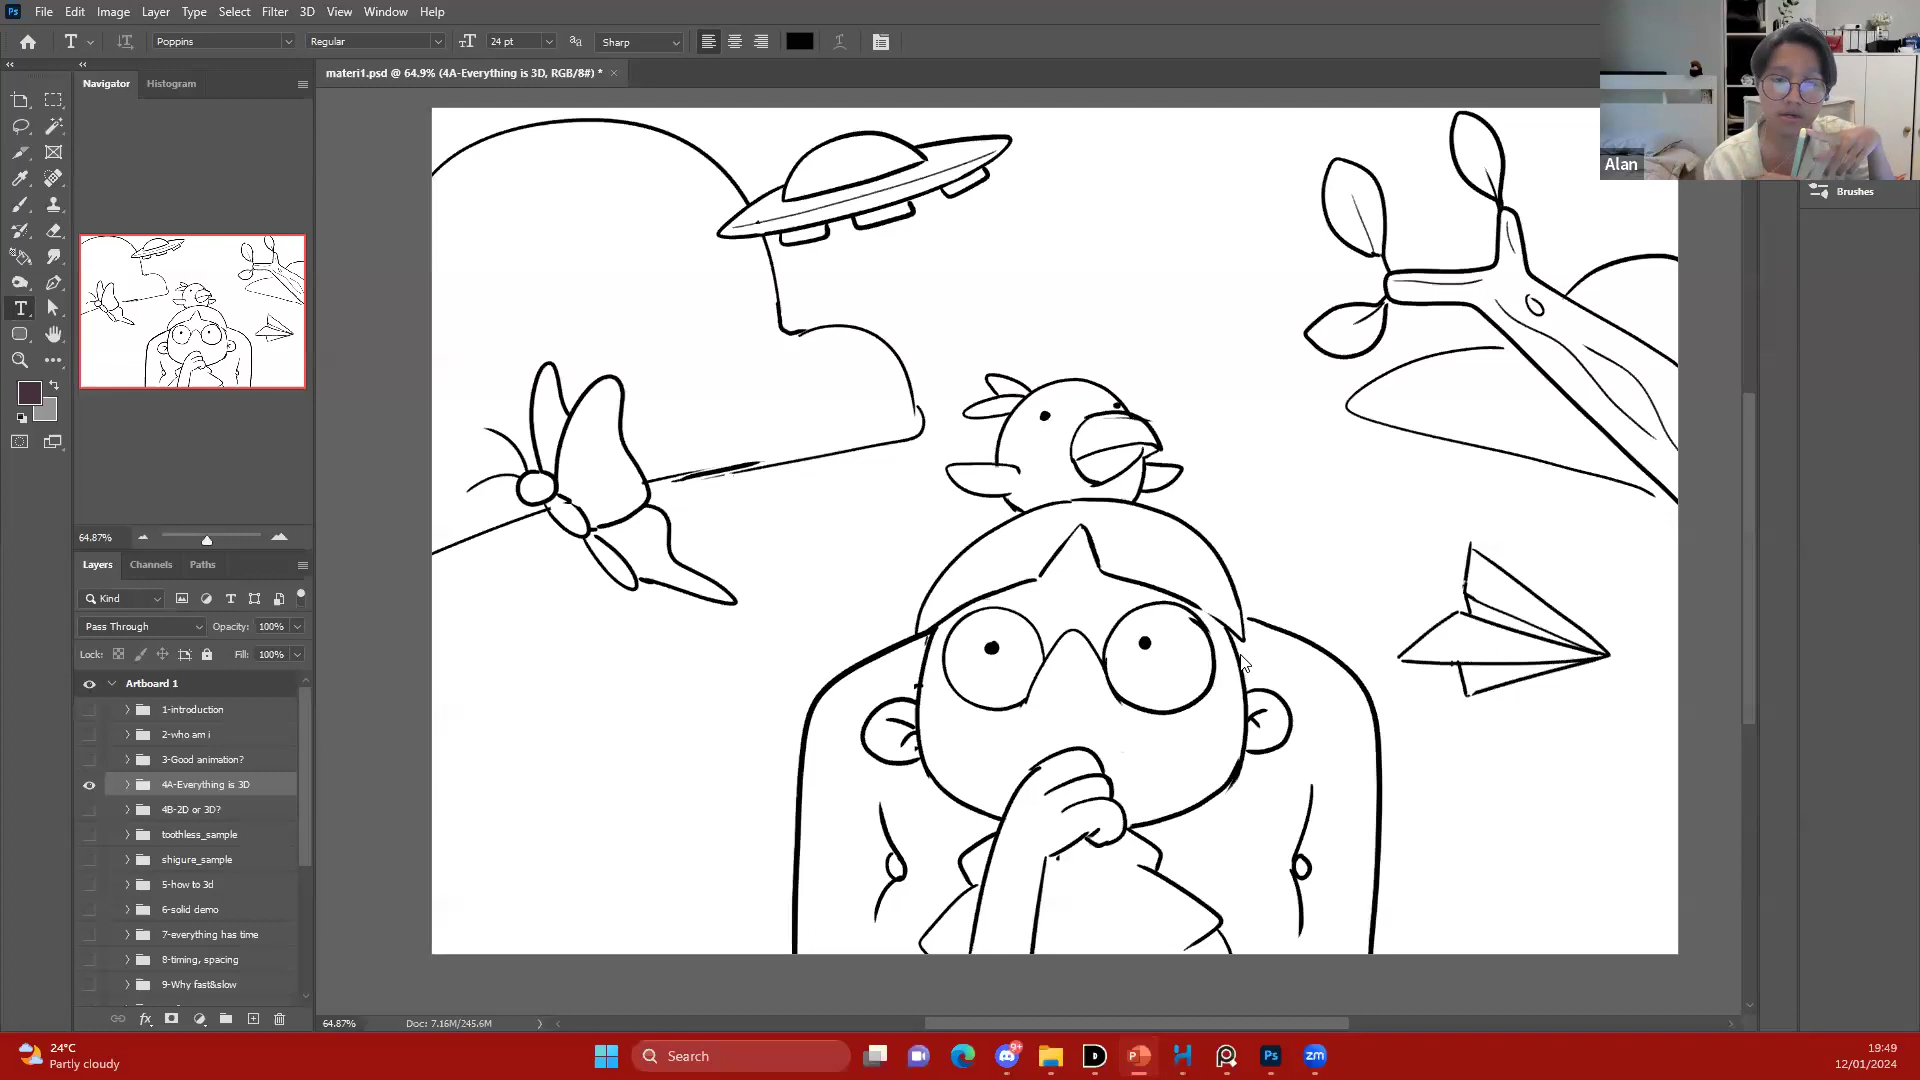 Ps File Edit Image Layer Type Select Filter 3D View Window Help
T T Poppins Regular 24 pt Sharp
materi1.psd @ 64.9% (4A-Everything is 3D, RGB/8#) * ×
Navigator Histogram
Alan
Brushes
64.87%
Layers Channels Paths
Kind
Pass Through Opacity: 100%
Lock: Fill: 100%
Artboard 1
1-introduction
2-who am i
3-Good animation?
4A-Everything is 3D
4B-2D or 3D?
toothless_sample
shigure_sample
5-how to 3d
6-solid demo
7-everything has time
8-timing, spacing
9-Why fast&slow
fx
64.87% Doc: 7.16M/245.6M
24°C
Partly cloudy
Search
9+
D
P
H
Ps
zm
19:49
12/01/2024